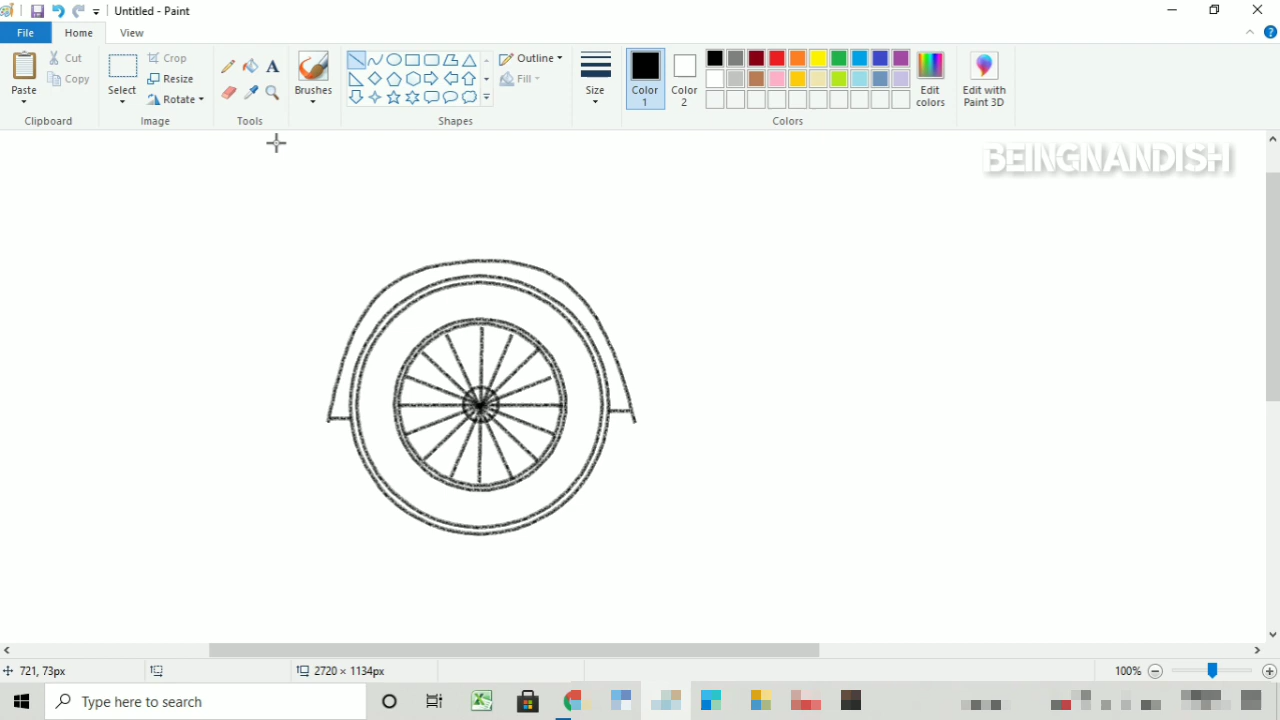 Untitled - Paint
File
Home
View
Paste
Cut
Copy
Clipboard
Select
Crop
Resize
Rotate
Image
A
Tools
Brushes
Outline
Fill
Shapes
Size
Color
1
Color
2
Edit
colors
Colors
Edit with
Paint 3D
BEINGNANDISH
721, 73px
2720 × 1134px
100%
Type here to search